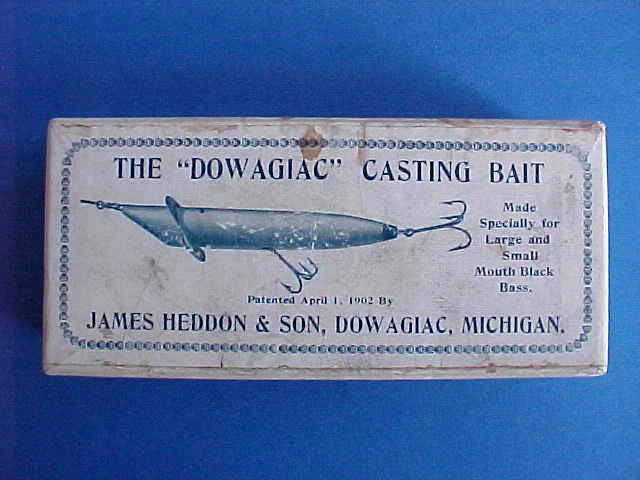 THE "DOWAGIAC" CASTING BAIT
Made
Specially for
Large and
Small
Mouth Black
Bass.
Patented April 1, 1902 By
JAMES HEDDON & SON, DOWAGIAC, MICHIGAN.